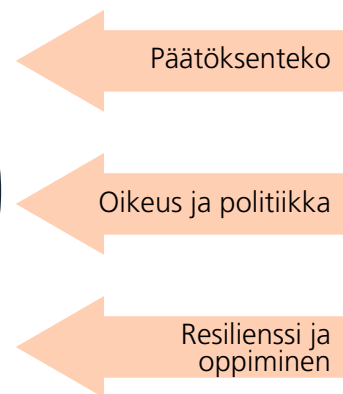 Päätöksenteko
Oikeus ja politiikka
Resilienssi ja
oppiminen